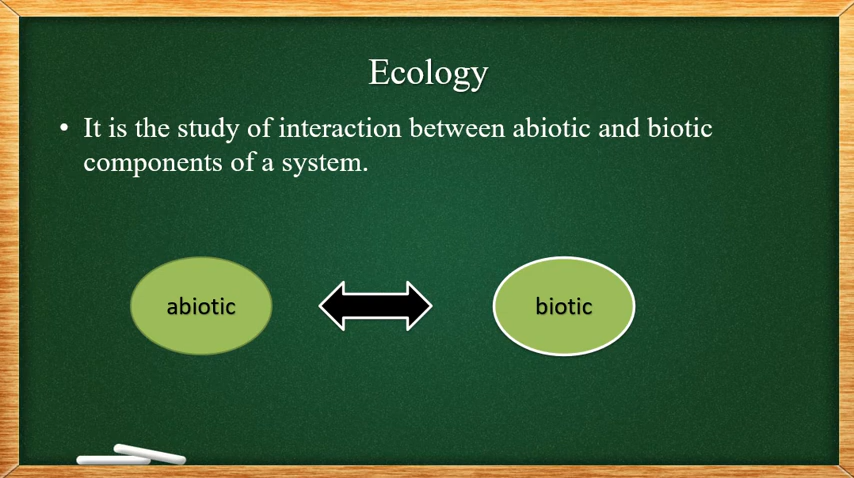 Ecology
• It is the study of interaction between abiotic and biotic
components of a system.
abiotic
biotic